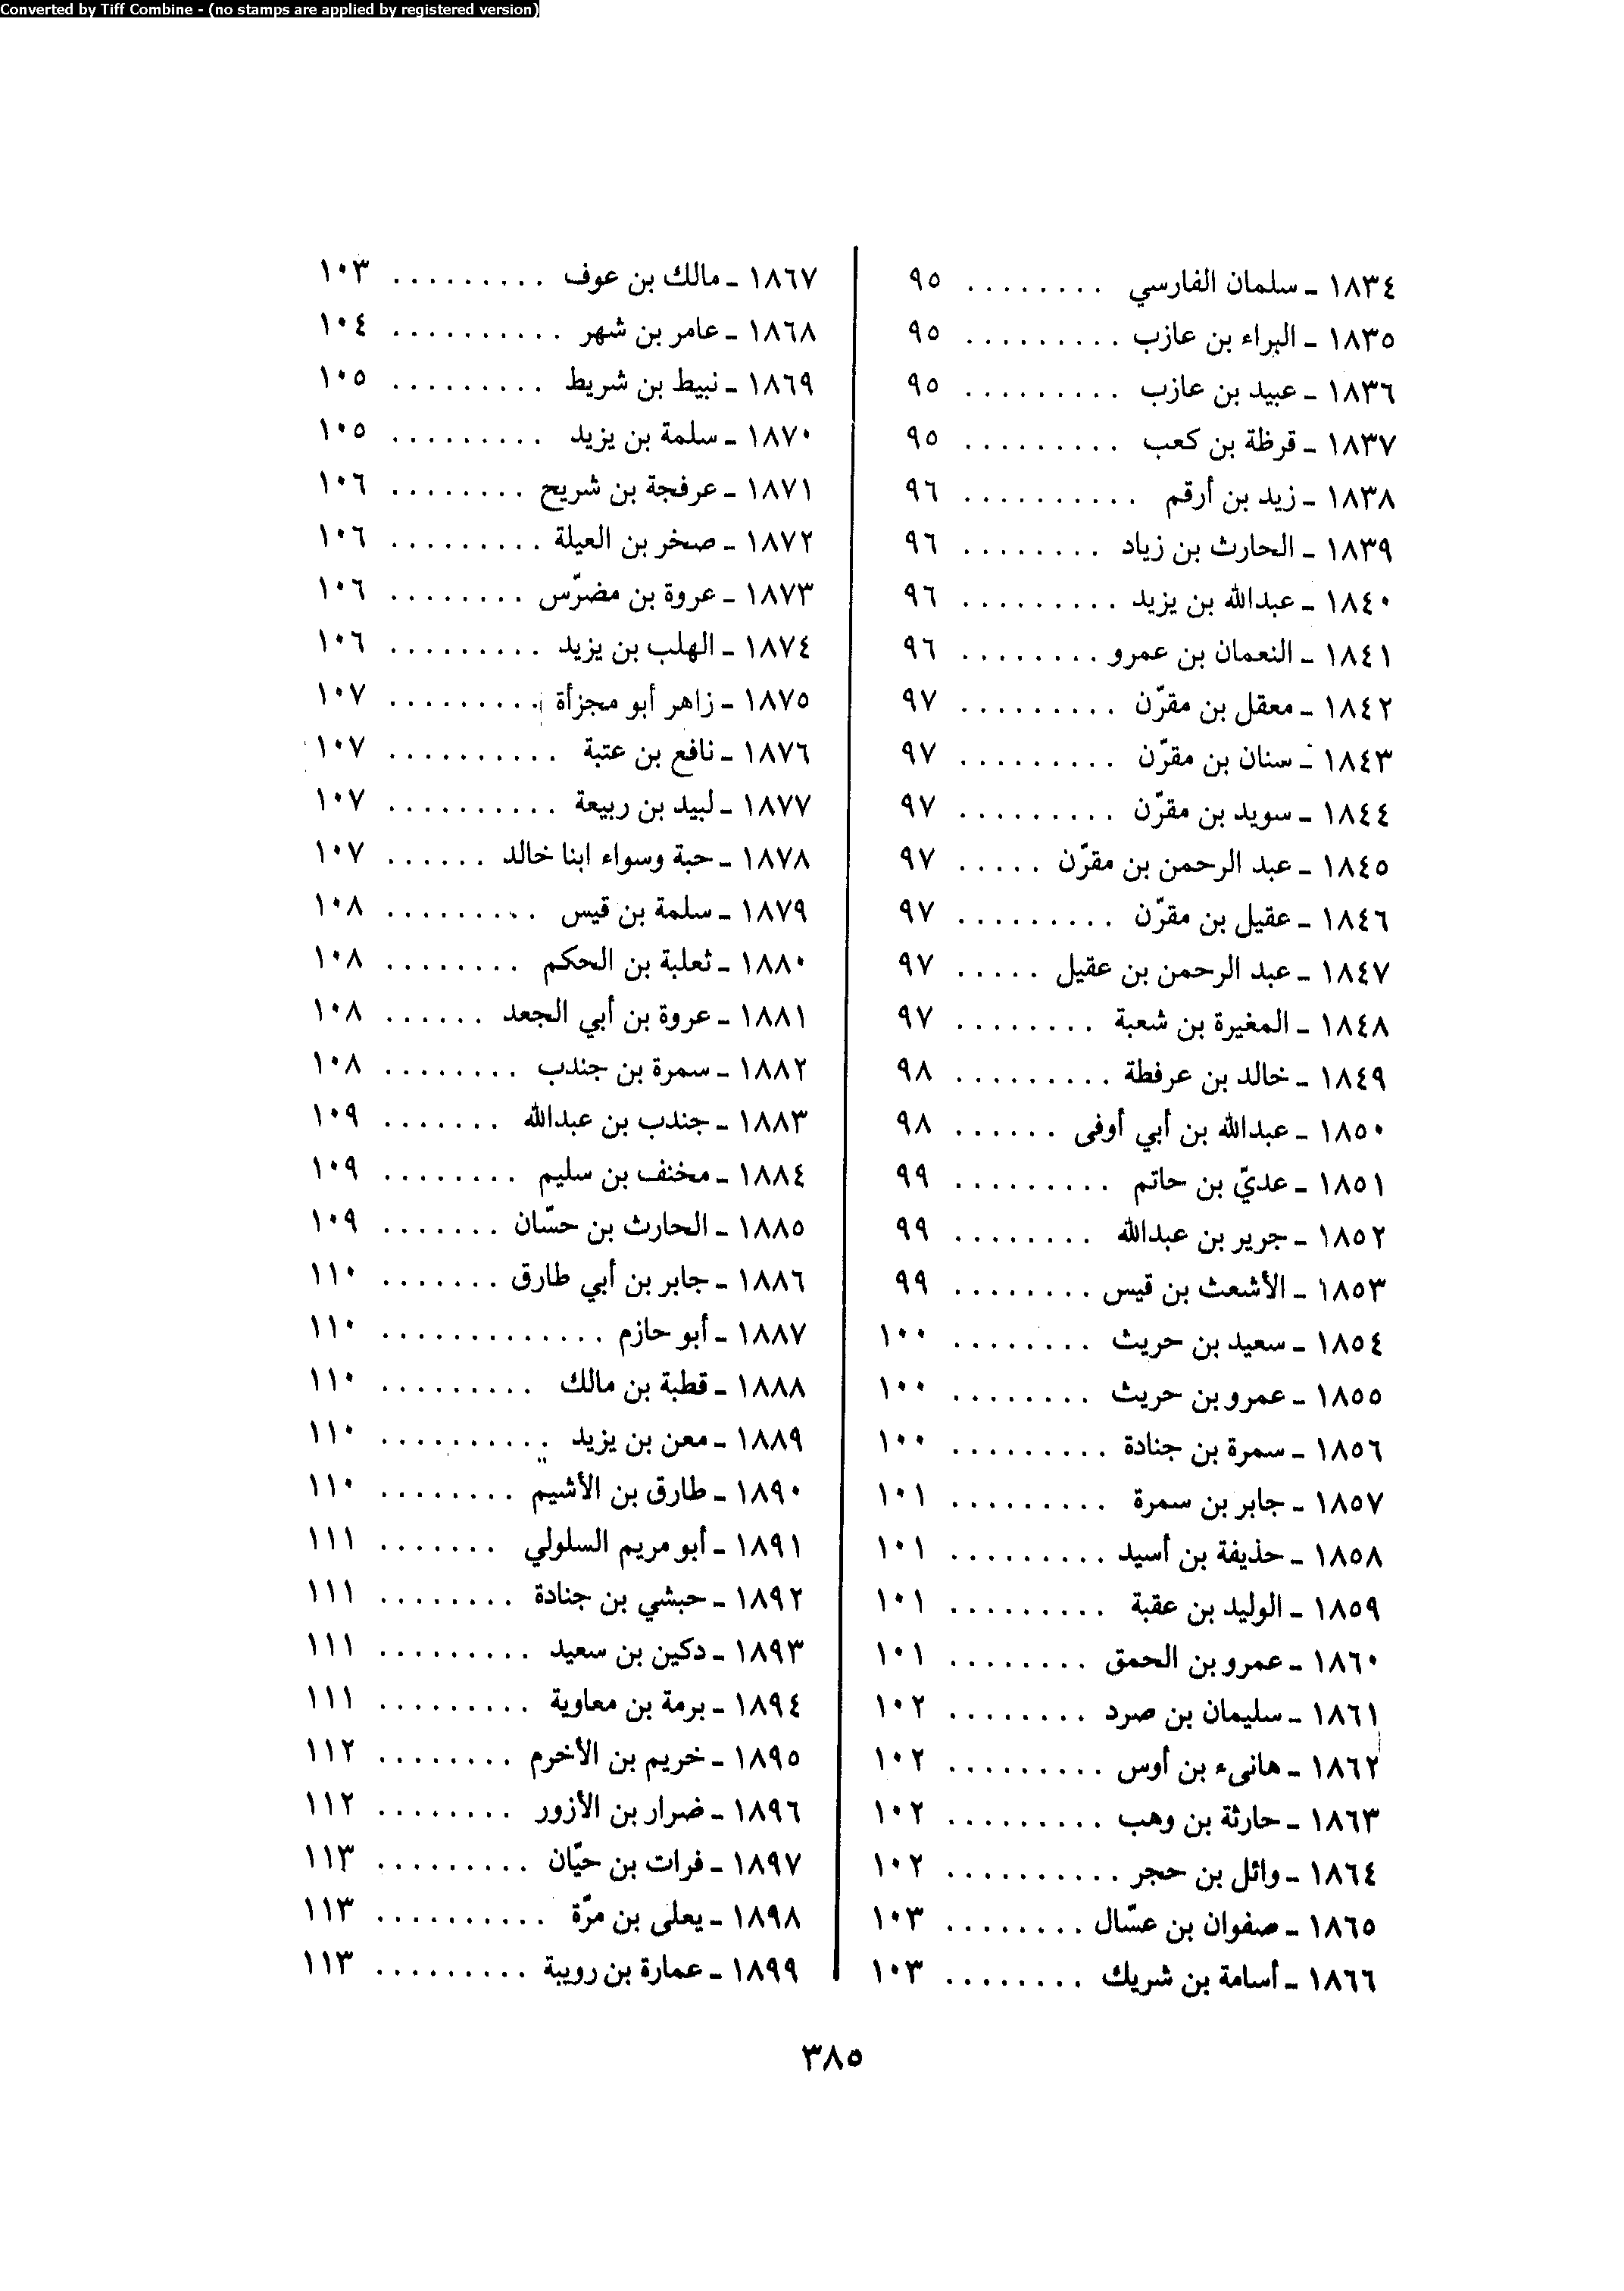 Converted by Tiff Combine - (no stamps are applied by registered version)
١٨٣٤ ـ سلمان الفارسي ........ ٩٥
١٨٣٥ ـ البراء بن عازب ......... ٩٥
١٨٣٦ ـ عبيد بن عازب ......... ٩٥
١٨٣٧ ـ قرظة بن كعب ......... ٩٥
١٨٣٨ ـ زيد بن أرقم .......... ٩٦
١٨٣٩ ـ الحارث بن زياد ........ ٩٦
١٨٤٠ ـ عبدالله بن يزيد ......... ٩٦
١٨٤١ ـ النعمان بن عمرو ........ ٩٦
١٨٤٢ ـ معقل بن مقرّن ......... ٩٧
١٨٤٣ ـ سنان بن مقرّن ......... ٩٧
١٨٤٤ ـ سويد بن مقرّن ......... ٩٧
١٨٤٥ ـ عبد الرحمن بن مقرّن ..... ٩٧
١٨٤٦ ـ عقيل بن مقرّن ......... ٩٧
١٨٤٧ ـ عبد الرحمن بن عقيل ..... ٩٧
١٨٤٨ ـ المغيرة بن شعبة ........ ٩٧
١٨٤٩ ـ خالد بن عرفطة ......... ٩٨
١٨٥٠ ـ عبدالله بن أبي أوفى ...... ٩٨
١٨٥١ ـ عديّ بن حاتم ......... ٩٩
١٨٥٢ ـ جرير بن عبدالله ........ ٩٩
١٨٥٣ ـ الأشعث بن قيس ........ ٩٩
١٨٥٤ ـ سعيد بن حريث ........ ١٠٠
١٨٥٥ ـ عمرو بن حريث ........ ١٠٠
١٨٥٦ ـ سمرة بن جنادة ......... ١٠٠
١٨٥٧ ـ جابر بن سمرة ......... ١٠١
١٨٥٨ ـ حذيفة بن أسيد ......... ١٠١
١٨٥٩ ـ الوليد بن عقبة ......... ١٠١
١٨٦٠ ـ عمرو بن الحمق ........ ١٠١
١٨٦١ ـ سليمان بن صرد ........ ١٠٢
١٨٦٢ ـ هانىء بن أوس ......... ١٠٢
١٨٦٣ ـ حارثة بن وهب ......... ١٠٢
١٨٦٤ ـ وائل بن حجر .......... ١٠٢
١٨٦٥ ـ صفوان بن عسّال ........ ١٠٣
١٨٦٦ ـ أسامة بن شريك ........ ١٠٣
١٨٦٧ ـ مالك بن عوف ......... ١٠٣
١٨٦٨ ـ عامر بن شهر .......... ١٠٤
١٨٦٩ ـ نبيط بن شريط ......... ١٠٥
١٨٧٠ ـ سلمة بن يزيد ......... ١٠٥
١٨٧١ ـ عرفجة بن شريح ........ ١٠٦
١٨٧٢ ـ صخر بن العيلة ......... ١٠٦
١٨٧٣ ـ عروة بن مضرّس ........ ١٠٦
١٨٧٤ ـ الهلب بن يزيد ......... ١٠٦
١٨٧٥ ـ زاهر أبو مجزأة ......... ١٠٧
١٨٧٦ ـ نافع بن عتبة .......... ١٠٧
١٨٧٧ ـ لبيد بن ربيعة .......... ١٠٧
١٨٧٨ ـ حبة وسواء ابنا خالد ...... ١٠٧
١٨٧٩ ـ سلمة بن قيس ......... ١٠٨
١٨٨٠ ـ ثعلبة بن الحكم ........ ١٠٨
١٨٨١ ـ عروة بن أبي الجعد ...... ١٠٨
١٨٨٢ ـ سمرة بن جندب ........ ١٠٨
١٨٨٣ ـ جندب بن عبدالله ....... ١٠٩
١٨٨٤ ـ مخنف بن سليم ........ ١٠٩
١٨٨٥ ـ الحارث بن حسّان ....... ١٠٩
١٨٨٦ ـ جابر بن أبي طارق ....... ١١٠
١٨٨٧ ـ أبو حازم ............. ١١٠
١٨٨٨ ـ قطبة بن مالك ......... ١١٠
١٨٨٩ ـ معن بن يزيد .......... ١١٠
١٨٩٠ ـ طارق بن الأشيم ........ ١١٠
١٨٩١ ـ أبو مريم السلولي ....... ١١١
١٨٩٢ ـ حبشي بن جنادة ........ ١١١
١٨٩٣ ـ دكين بن سعيد ......... ١١١
١٨٩٤ ـ برمة بن معاوية ......... ١١١
١٨٩٥ ـ خريم بن الأخرم ........ ١١٢
١٨٩٦ ـ ضرار بن الأزور ........ ١١٢
١٨٩٧ ـ فرات بن حيّان ......... ١١٣
١٨٩٨ ـ يعلى بن مرّة .......... ١١٣
١٨٩٩ ـ عمارة بن رويبة ......... ١١٣
٣٨٥